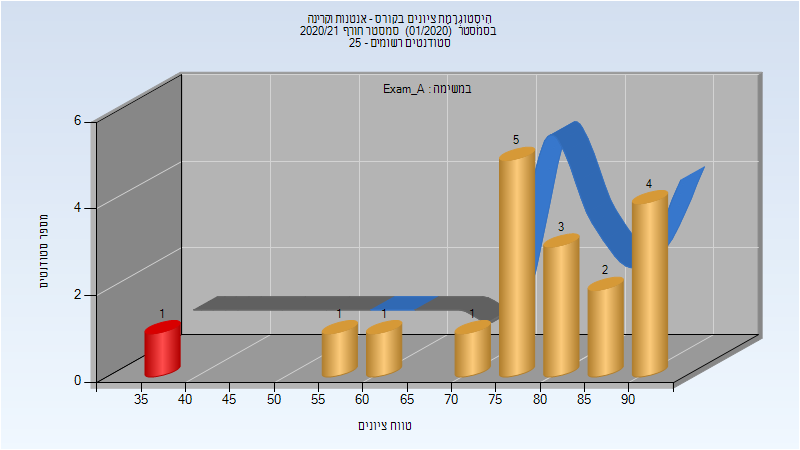 היסטוגרמת ציונים בקורס - אנטנות וקרינה
בסמסטר (01/2020) סמסטר חורף 2020/21
סטודנטים רשומים - 25
במשימה : Exam_A
מספר סטודנטים
6
4
2
0
1
1
1
1
5
3
2
4
35 40 45 50 55 60 65 70 75 80 85 90
טווח ציונים